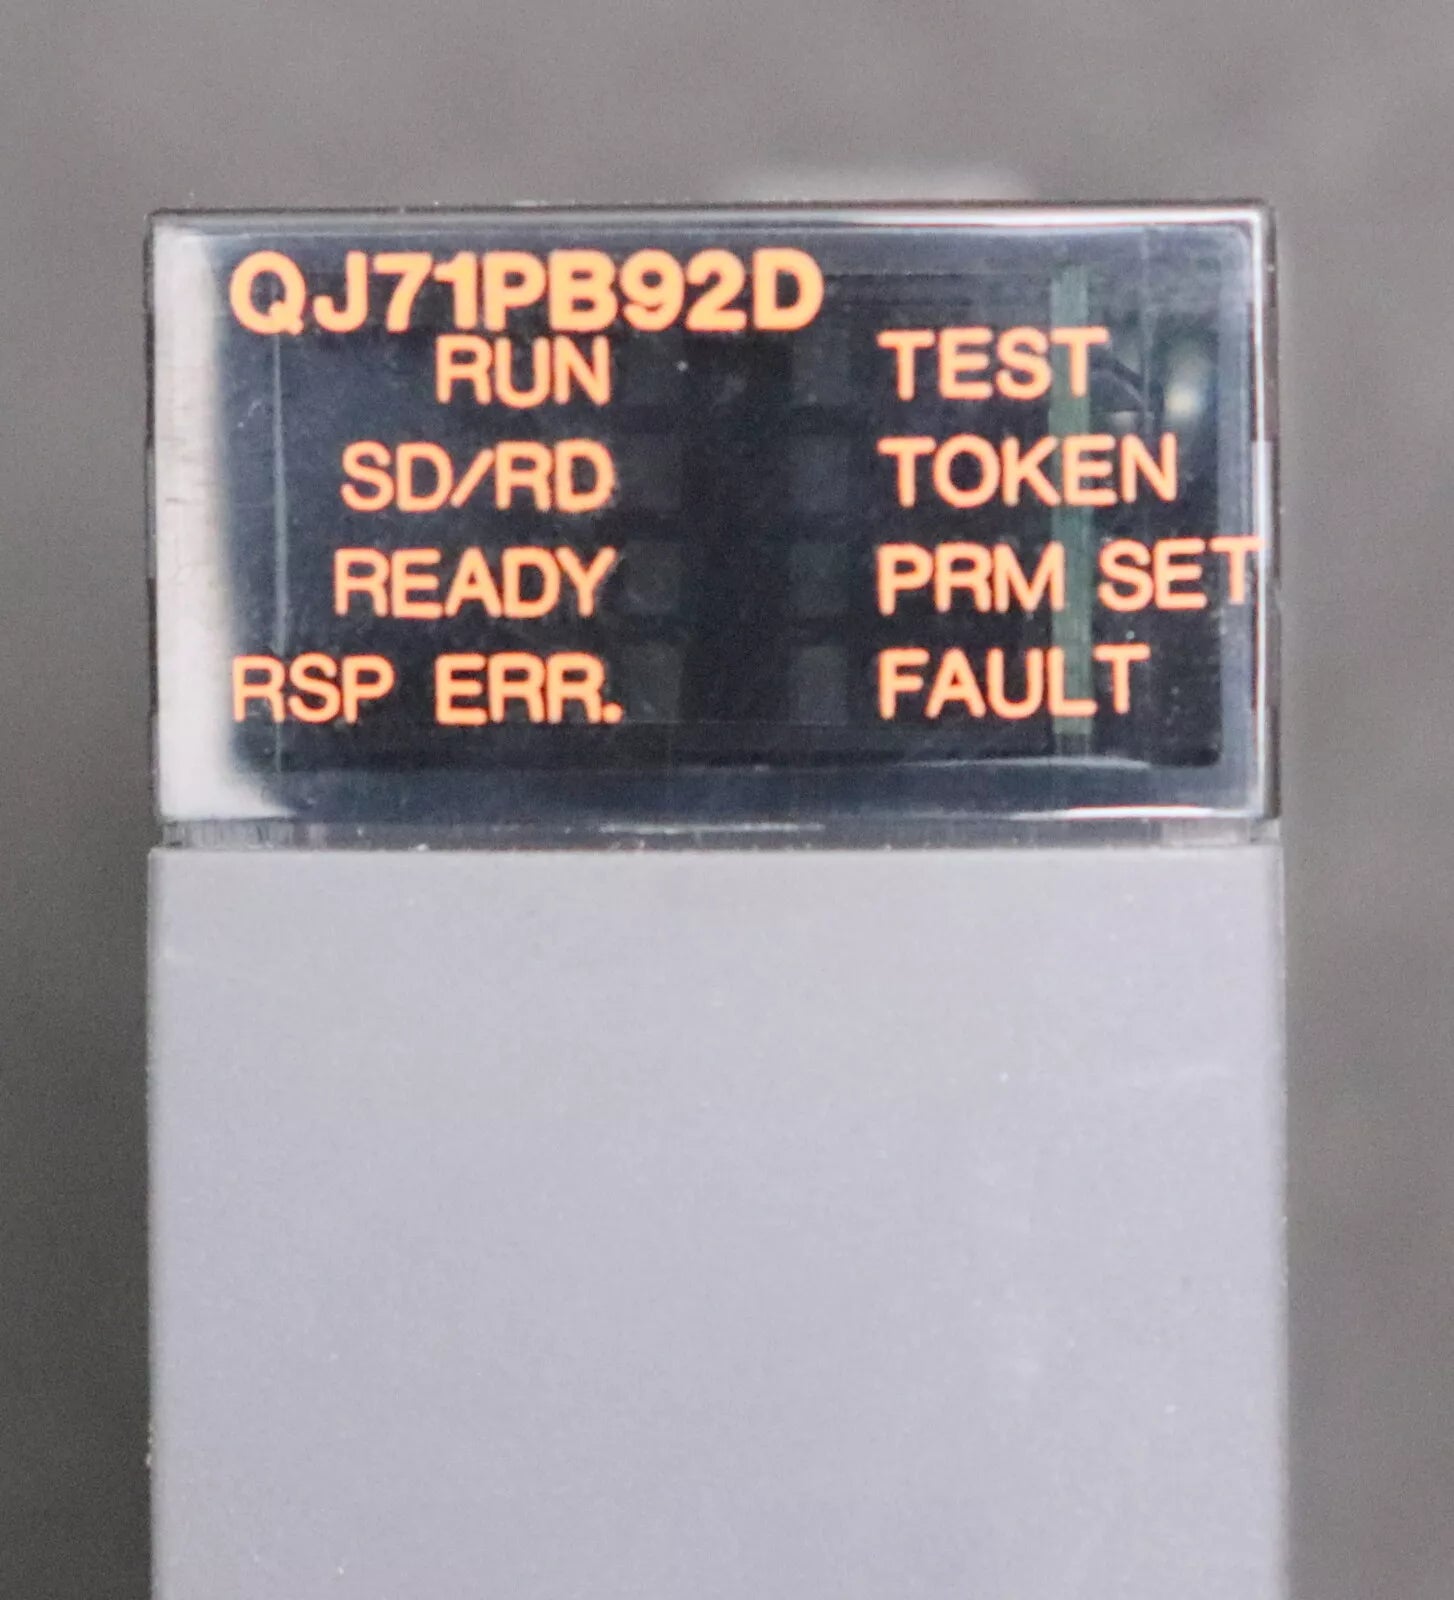 QJ71PB92D
RUN TEST
SD/RD TOKEN
READY PRM SET
RSP ERR. FAULT